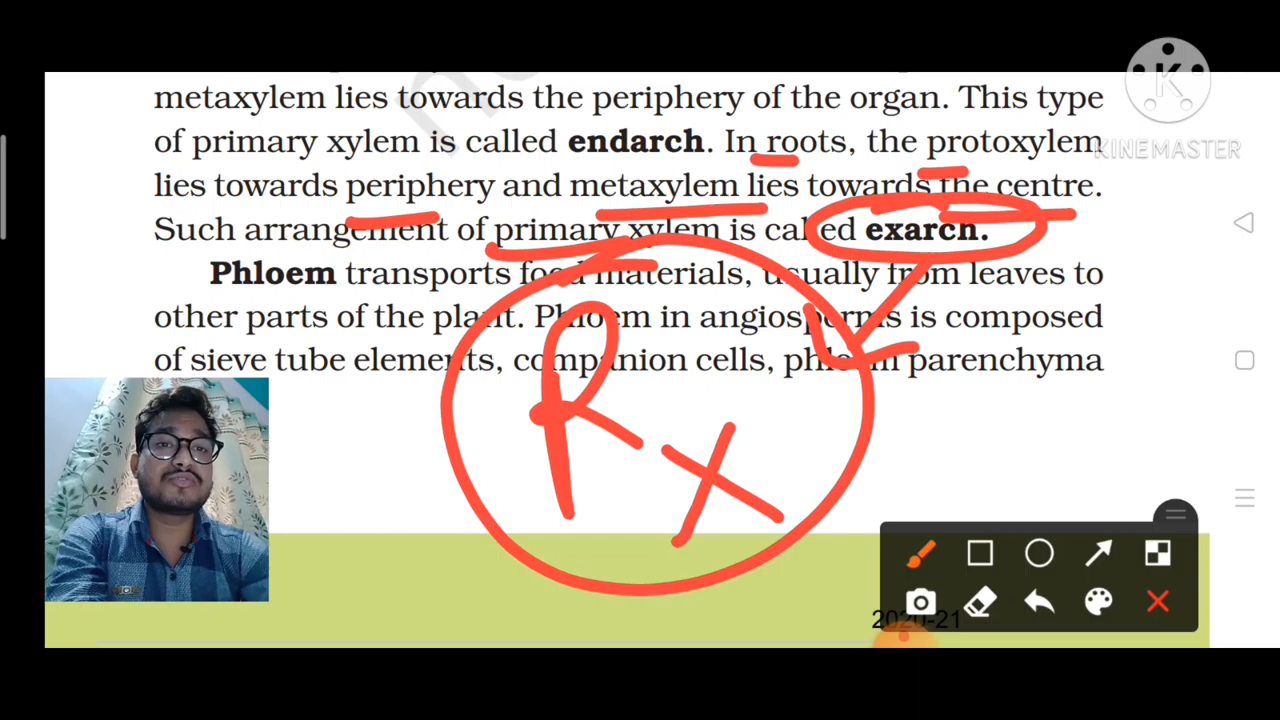 metaxylem lies towards the periphery of the organ. This type
of primary xylem is called endarch. In roots, the protoxylem
lies towards periphery and metaxylem lies towards the centre.
Such arrangement of primary xylem is called exarch.
Phloem transports food materials, usually from leaves to
other parts of the plant. Phloem in angiosperms is composed
of sieve tube elements, companion cells, phloem parenchyma
Rx
2020-21
K
KINEMASTER